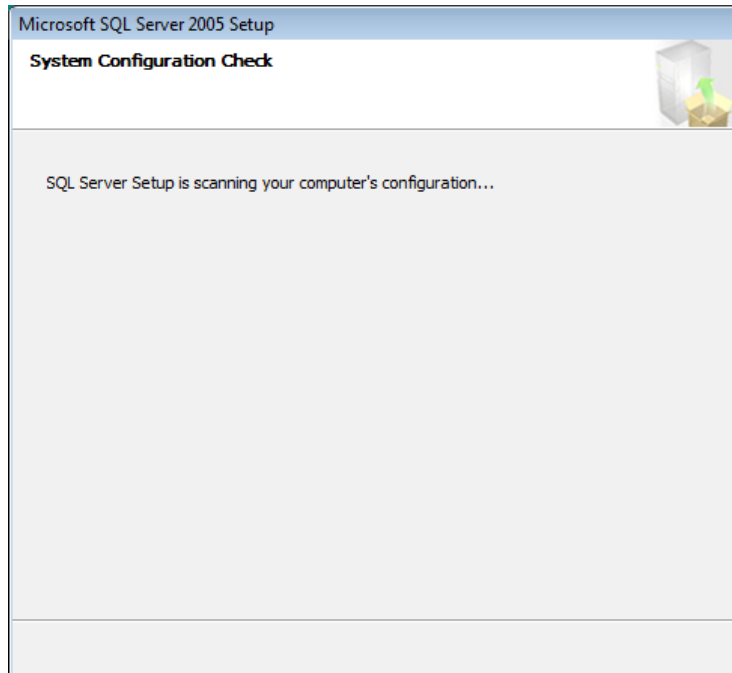 Microsoft SQL Server 2005 Setup
System Configuration Check
SQL Server Setup is scanning your computer's configuration...